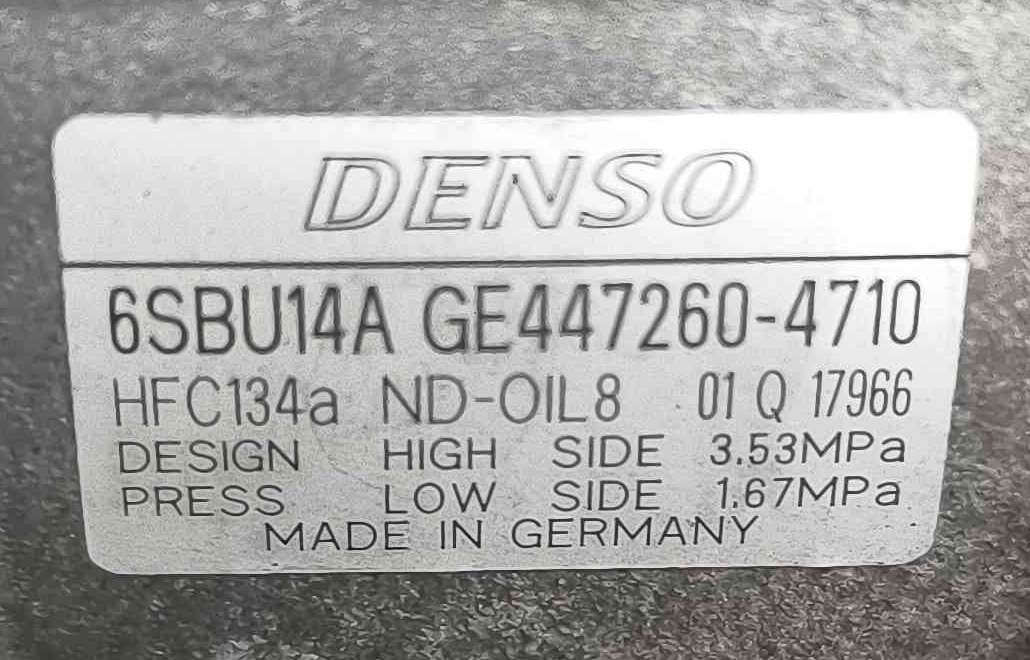 DENSO
6SBU14A GE447260-4710
HFC134a ND-OIL8 01 Q 17966
DESIGN HIGH SIDE 3.53MPa
PRESS LOW SIDE 1.67MPa
MADE IN GERMANY